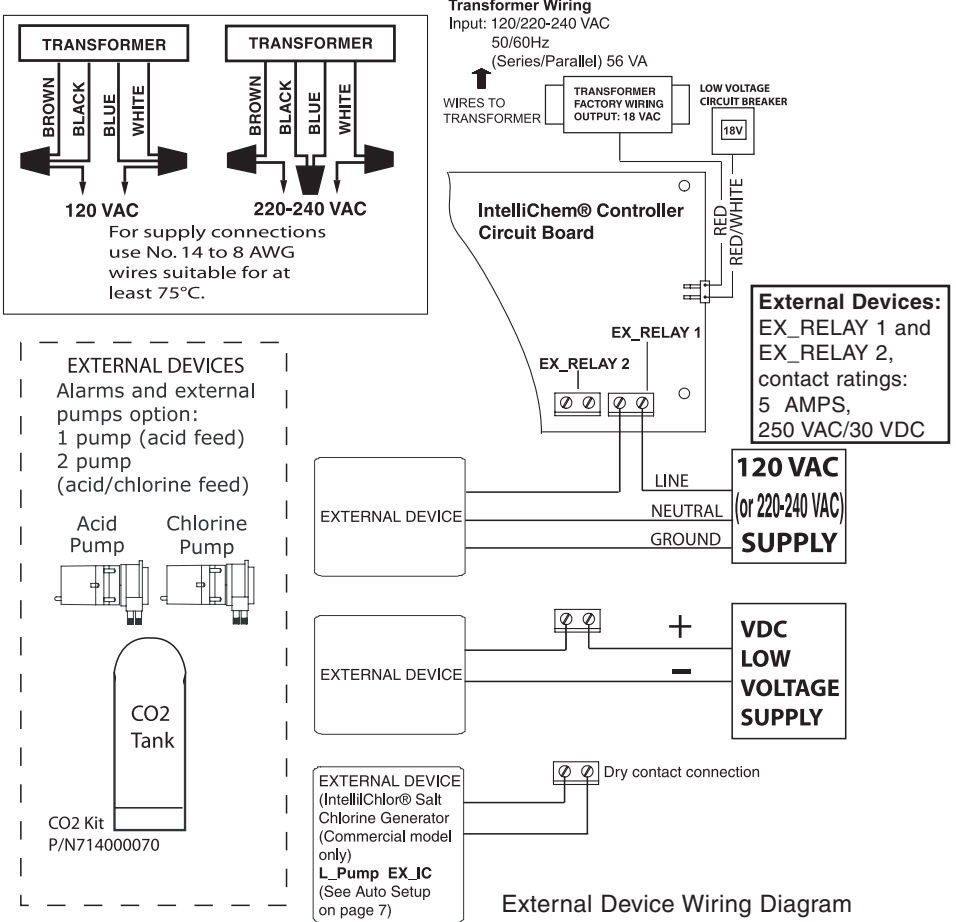 TRANSFORMER
BROWN
BLACK
BLUE
WHITE
120 VAC
TRANSFORMER
BROWN
BLACK
BLUE
WHITE
220-240 VAC
For supply connections
use No. 14 to 8 AWG
wires suitable for at
least 75°C.
Transformer Wiring
Input: 120/220-240 VAC
50/60Hz
(Series/Parallel) 56 VA
WIRES TO
TRANSFORMER
TRANSFORMER
FACTORY WIRING
OUTPUT: 18 VAC
LOW VOLTAGE
CIRCUIT BREAKER
18V
RED
RED/WHITE
IntelliChem® Controller
Circuit Board
EX_RELAY 1
EX_RELAY 2
External Devices:
EX_RELAY 1 and
EX_RELAY 2,
contact ratings:
5 AMPS,
250 VAC/30 VDC
EXTERNAL DEVICES
Alarms and external
pumps option:
1 pump (acid feed)
2 pump
(acid/chlorine feed)
Acid
Pump
Chlorine
Pump
CO2
Tank
CO2 Kit
P/N714000070
EXTERNAL DEVICE
LINE
NEUTRAL
GROUND
120 VAC
(or 220-240 VAC)
SUPPLY
EXTERNAL DEVICE
+
–
VDC
LOW
VOLTAGE
SUPPLY
EXTERNAL DEVICE
(IntelliIChlor® Salt
Chlorine Generator
(Commercial model
only)
L_Pump EX_IC
(See Auto Setup
on page 7)
Dry contact connection
External Device Wiring Diagram